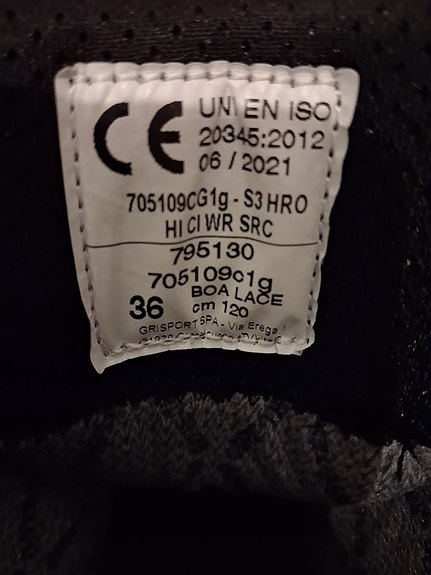 CE
UNI EN ISO
20345:2012
06 / 2021
705109CG1g - S3 HRO
HI CI WR SRC
795130
705109c1g
BOA LACE
36 cm 120
GRISPORT SPA - Via Erega